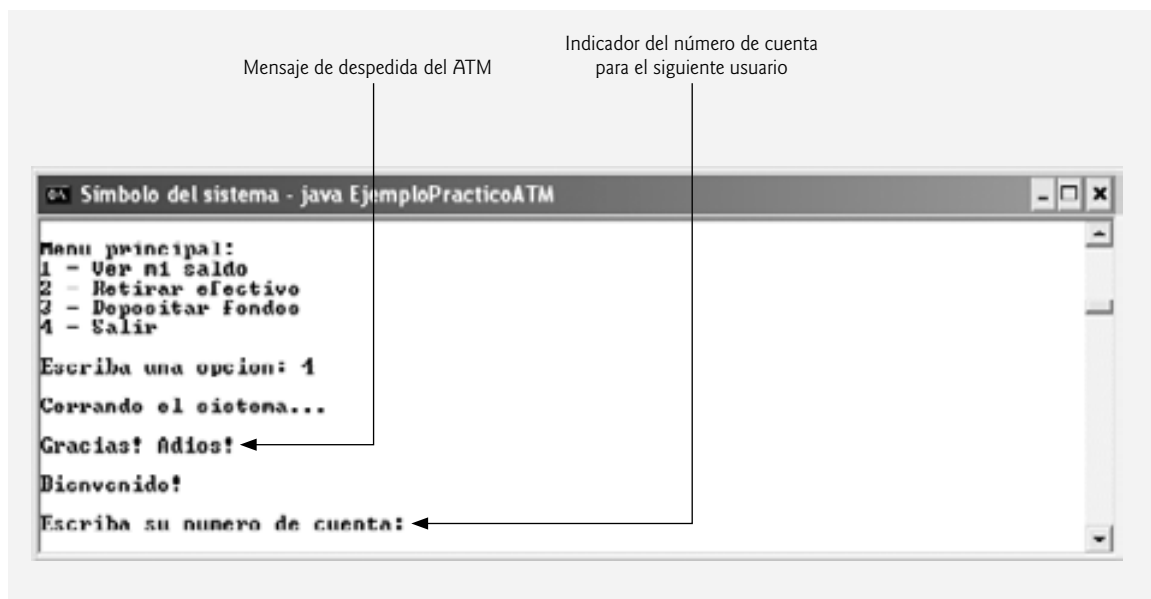 Mensaje de despedida del ATM
Indicador del número de cuenta
para el siguiente usuario
Símbolo del sistema - java EjemploPracticoATM
Menu principal:
1 - Ver mi saldo
2 - Retirar efectivo
3 - Depositar fondos
4 - Salir
Escriba una opcion: 4
Cerrando el sistema...
Gracias! Adios!
Bienvenido!
Escriba su numero de cuenta: